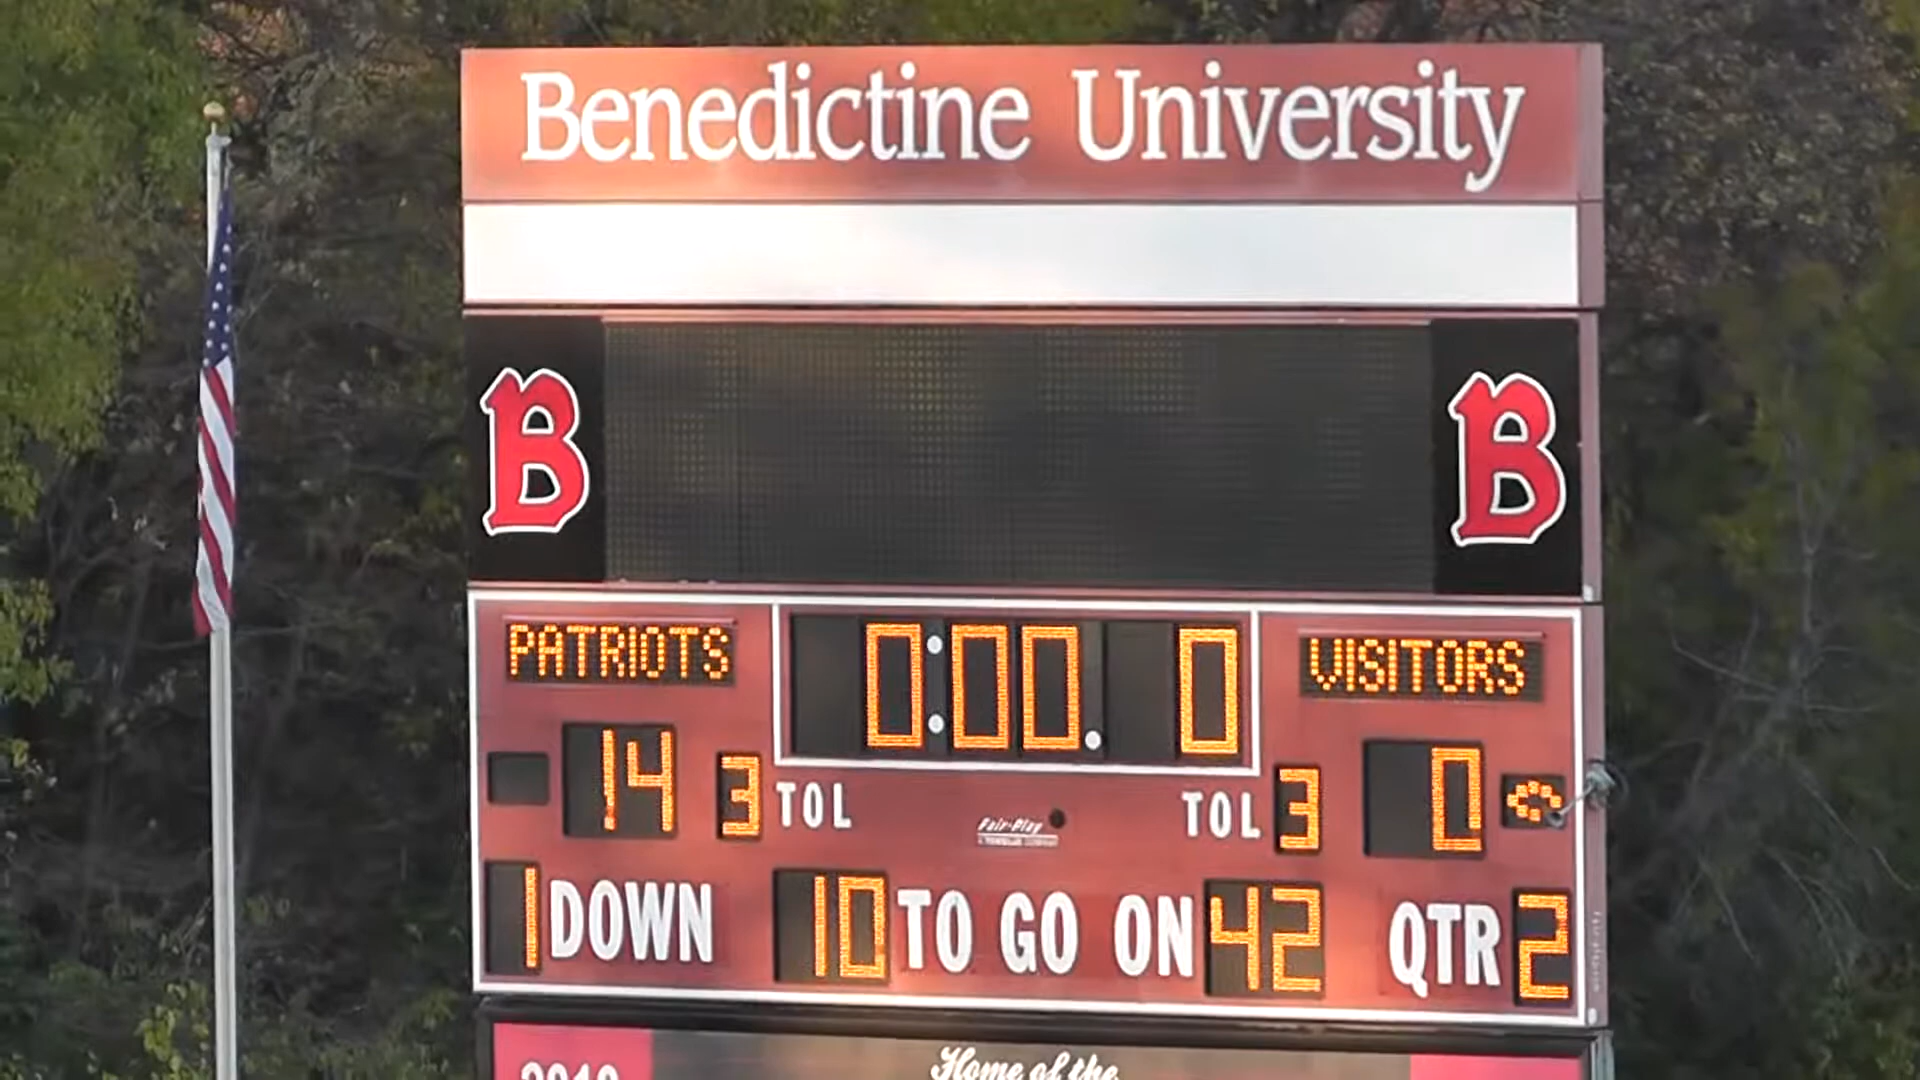 Benedictine University
B B
PATRIOTS 0:00.0 VISITORS
14 3 TOL TOL 3 0
Fair-Play
1 DOWN 10 TO GO ON 42 QTR 2
Home of the